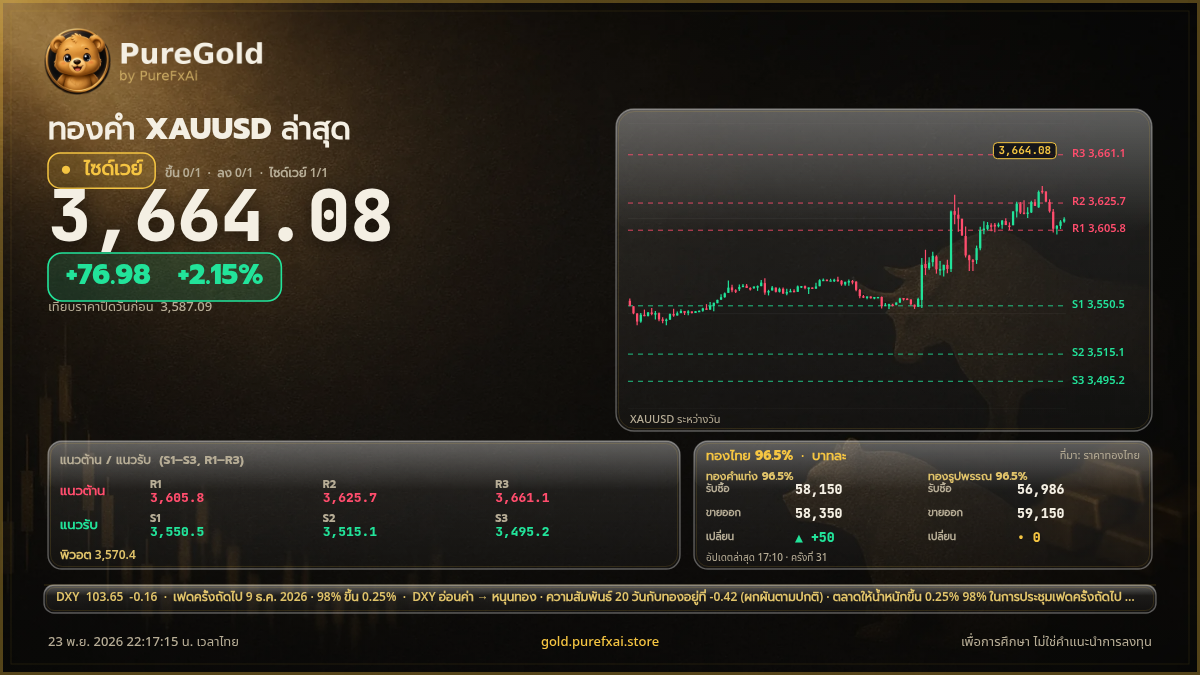 PureGold
by PureFxAi
ทองคำ XAUUSD ล่าสุด
• ไซด์เวย์
ขึ้น 0/1 · ลง 0/1 · ไซด์เวย์ 1/1
3,664.08
+76.98 +2.15%
เทียบราคาปิดวันก่อน 3,587.09
3,664.08
R3 3,661.1
R2 3,625.7
R1 3,605.8
S1 3,550.5
S2 3,515.1
S3 3,495.2
XAUUSD ระหว่างวัน
แนวต้าน / แนวรับ (S1–S3, R1–R3)
R1 R2 R3
แนวต้าน 3,605.8 3,625.7 3,661.1
S1 S2 S3
แนวรับ 3,550.5 3,515.1 3,495.2
พิวอต 3,570.4
ทองไทย 96.5% · บาทละ
ที่มา: ราคาทองไทย
ทองคำแท่ง 96.5% ทองรูปพรรณ 96.5%
รับซื้อ 58,150 รับซื้อ 56,986
ขายออก 58,350 ขายออก 59,150
เปลี่ยน ▲ +50 เปลี่ยน • 0
อัปเดตล่าสุด 17:10 · ครั้งที่ 31
DXY 103.65 -0.16 · เฟดครั้งถัดไป 9 ธ.ค. 2026 · 98% ขึ้น 0.25% · DXY อ่อนค่า → หนุนทอง · ความสัมพันธ์ 20 วันกับทองอยู่ที่ -0.42 (ผกผันตามปกติ) · ตลาดให้น้ำหนักขึ้น 0.25% 98% ในการประชุมเฟดครั้งถัดไป ...
23 พ.ย. 2026 22:17:15 น. เวลาไทย
gold.purefxai.store
เพื่อการศึกษา ไม่ใช่คำแนะนำการลงทุน